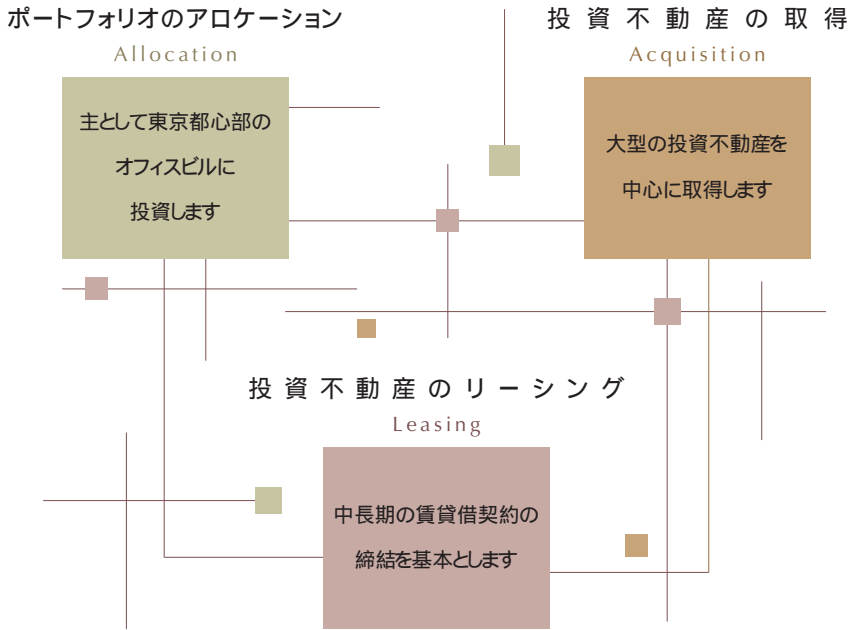 ポートフォリオのアロケーション
Allocation
主として東京都心部の
オフィスビルに
投資します
投資不動産の取得
Acquisition
大型の投資不動産を
中心に取得します
投資不動産のリーシング
Leasing
中長期の賃貸借契約の
締結を基本とします